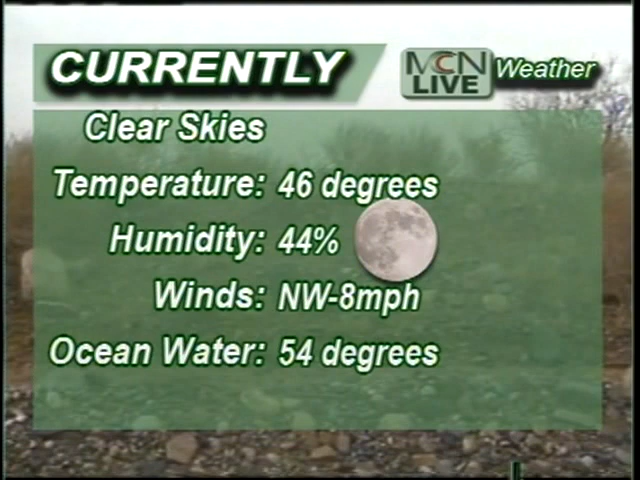 CURRENTLY
MCN LIVE Weather
Clear Skies
Temperature: 46 degrees
Humidity: 44%
Winds: NW-8mph
Ocean Water: 54 degrees